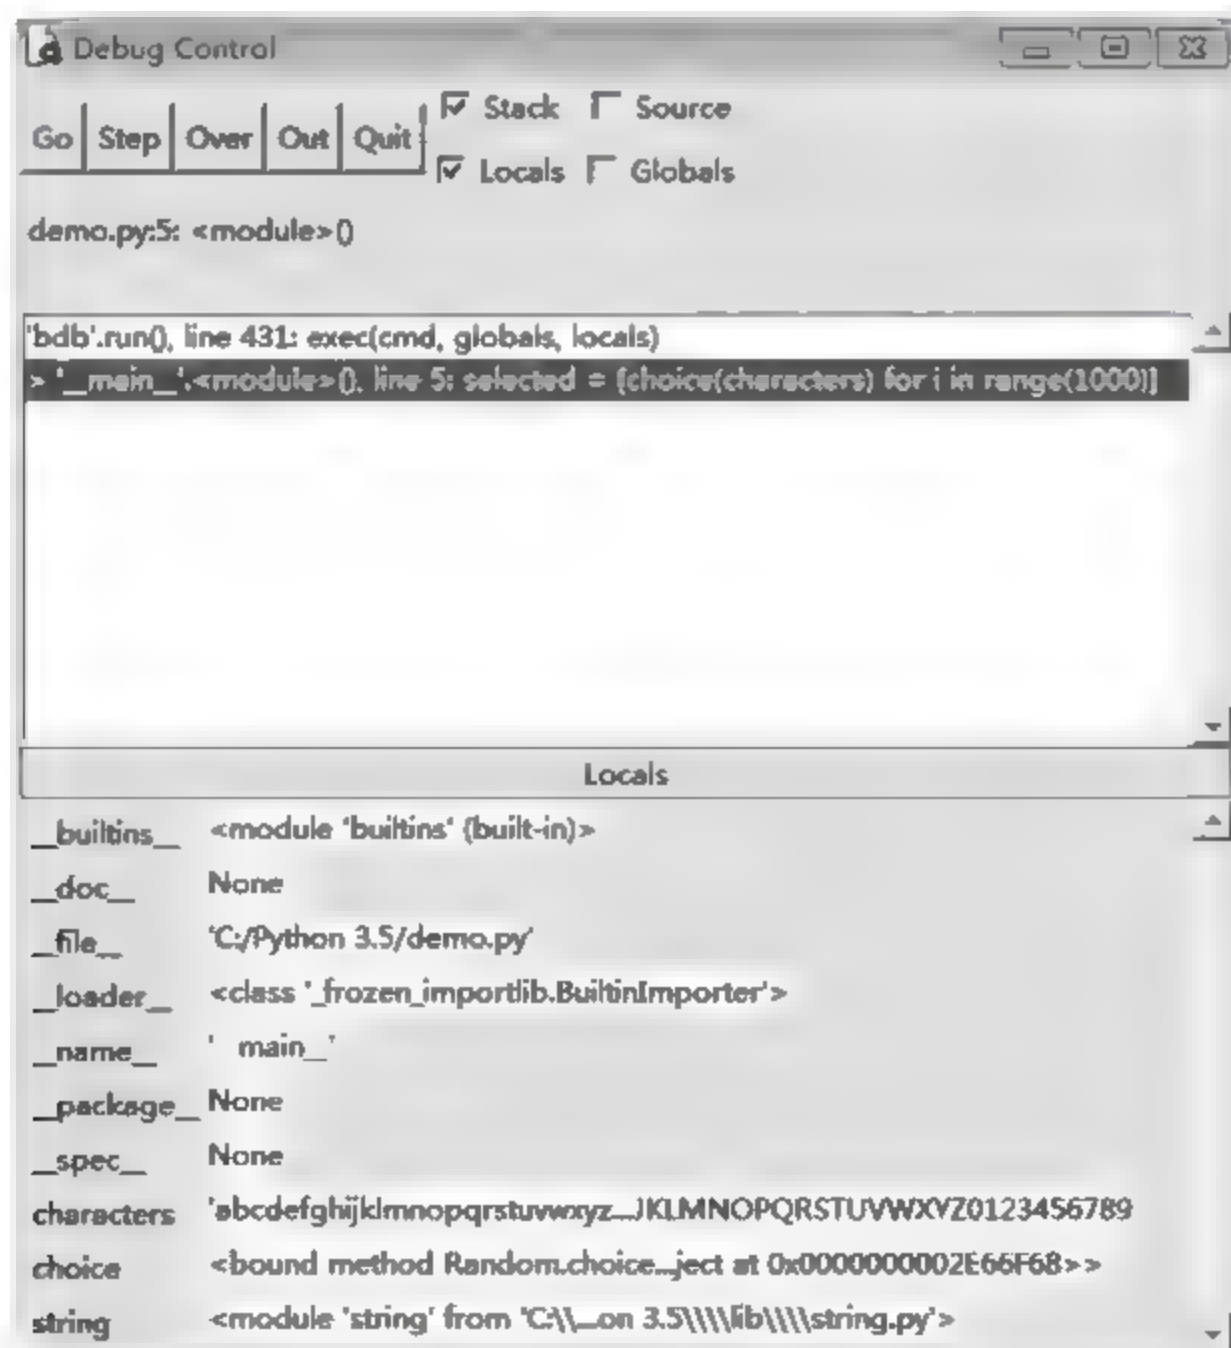 Debug Control
Go Step Over Out Quit
Stack Source
Locals Globals
demo.py:5: <module>()
'bdb'.run(), line 431: exec(cmd, globals, locals)
> '__main__'.<module>(), line 5: selected = [choice(characters) for i in range(1000)]
Locals
__builtins__ <module 'builtins' (built-in)>
__doc__ None
__file__ 'C:/Python 3.5/demo.py'
__loader__ <class '_frozen_importlib.BuiltinImporter'>
__name__ '__main__'
__package__ None
__spec__ None
characters 'abcdefghijklmnopqrstuvwxyz...JKLMNOPQRSTUVWXYZ0123456789
choice <bound method Random.choice...ject at 0x0000000002E66F68>>
string <module 'string' from 'C:\\...on 3.5\\\\lib\\\\string.py'>